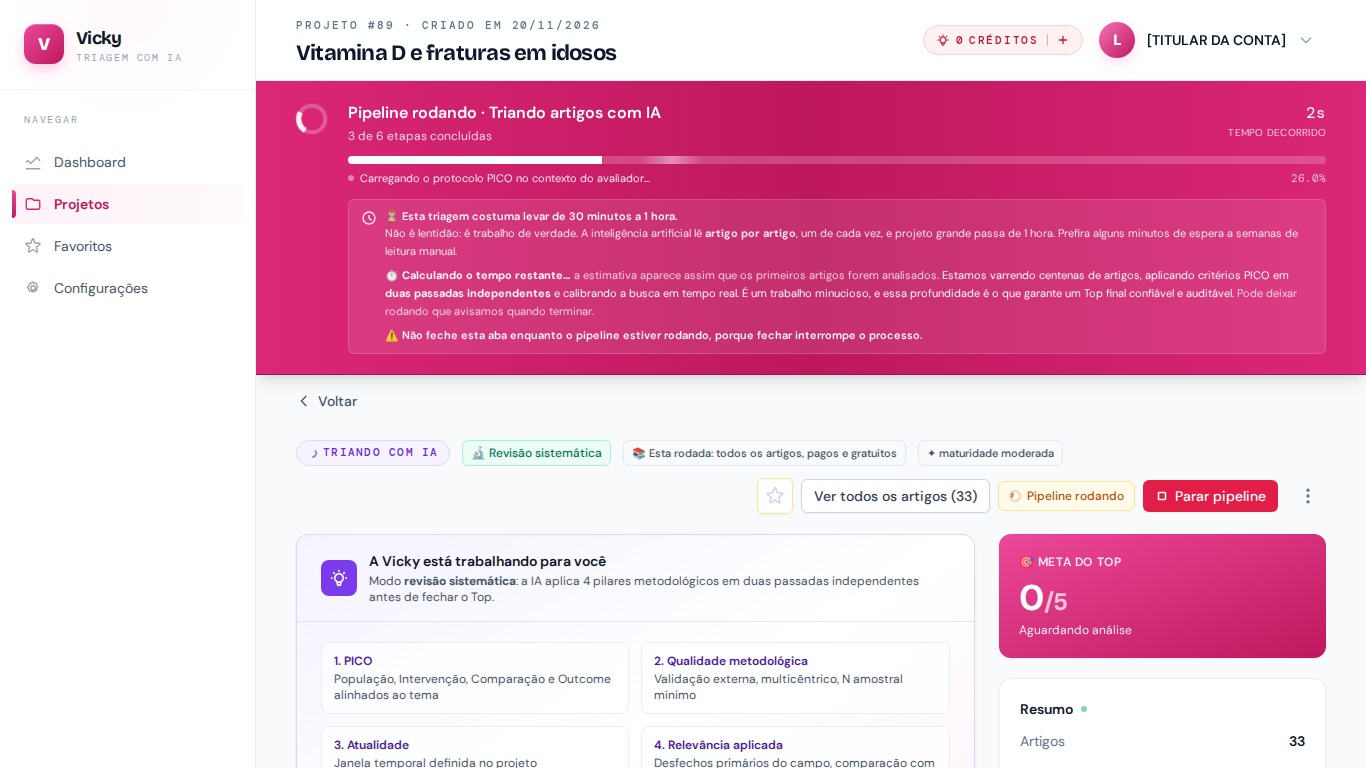 V
Vicky
TRIAGEM COM IA
NAVEGAR
Dashboard
Projetos
Favoritos
Configurações
PROJETO #89 · CRIADO EM 20/11/2026
Vitamina D e fraturas em idosos
0 CRÉDITOS
+
L
[TITULAR DA CONTA]
Pipeline rodando · Triando artigos com IA
2s
3 de 6 etapas concluídas
TEMPO DECORRIDO
Carregando o protocolo PICO no contexto do avaliador…
26.0%
⏳ Esta triagem costuma levar de 30 minutos a 1 hora.
Não é lentidão: é trabalho de verdade. A inteligência artificial lê artigo por artigo, um de cada vez, e projeto grande passa de 1 hora. Prefira alguns minutos de espera a semanas de
leitura manual.
⏱️ Calculando o tempo restante… a estimativa aparece assim que os primeiros artigos forem analisados. Estamos varrendo centenas de artigos, aplicando critérios PICO em
duas passadas independentes e calibrando a busca em tempo real. É um trabalho minucioso, e essa profundidade é o que garante um Top final confiável e auditável. Pode deixar
rodando que avisamos quando terminar.
⚠️ Não feche esta aba enquanto o pipeline estiver rodando, porque fechar interrompe o processo.
Voltar
TRIANDO COM IA
🔬 Revisão sistemática
📚 Esta rodada: todos os artigos, pagos e gratuitos
✦ maturidade moderada
Ver todos os artigos (33)
Pipeline rodando
Parar pipeline
A Vicky está trabalhando para você
Modo revisão sistemática: a IA aplica 4 pilares metodológicos em duas passadas independentes
antes de fechar o Top.
1. PICO
População, Intervenção, Comparação e Outcome
alinhados ao tema
2. Qualidade metodológica
Validação externa, multicêntrico, N amostral
mínimo
3. Atualidade
Janela temporal definida no projeto
4. Relevância aplicada
Desfechos primários do campo, comparação com
🎯 META DO TOP
0/5
Aguardando análise
Resumo
Artigos
33